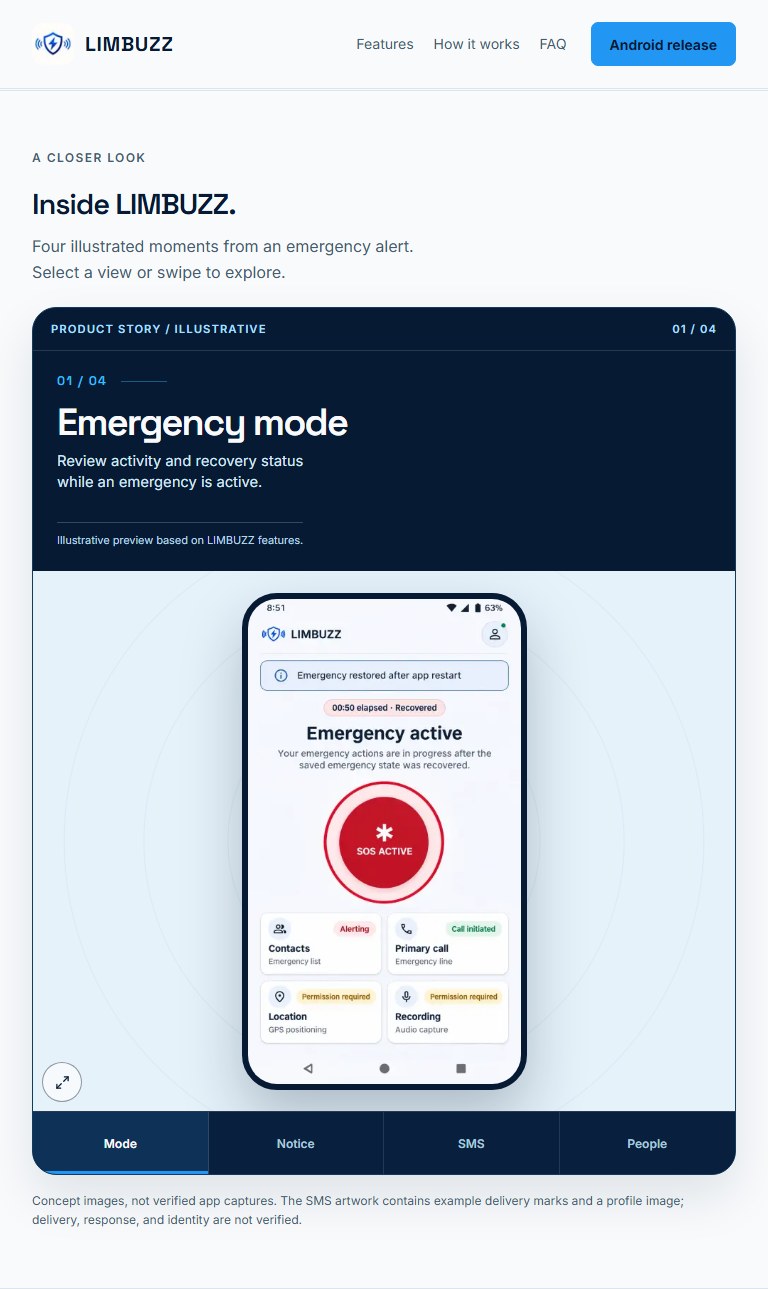 LIMBUZZ
Features How it works FAQ Android release
A CLOSER LOOK
Inside LIMBUZZ.
Four illustrated moments from an emergency alert.
Select a view or swipe to explore.
PRODUCT STORY / ILLUSTRATIVE 01 / 04
01 / 04
Emergency mode
Review activity and recovery status
while an emergency is active.
Illustrative preview based on LIMBUZZ features.
8:51 63%
LIMBUZZ
Emergency restored after app restart
00:50 elapsed · Recovered
Emergency active
Your emergency actions are in progress after the
saved emergency state was recovered.
SOS ACTIVE
Alerting Call initiated
Contacts Primary call
Emergency list Emergency line
Permission required Permission required
Location Recording
GPS positioning Audio capture
Mode Notice SMS People
Concept images, not verified app captures. The SMS artwork contains example delivery marks and a profile image;
delivery, response, and identity are not verified.